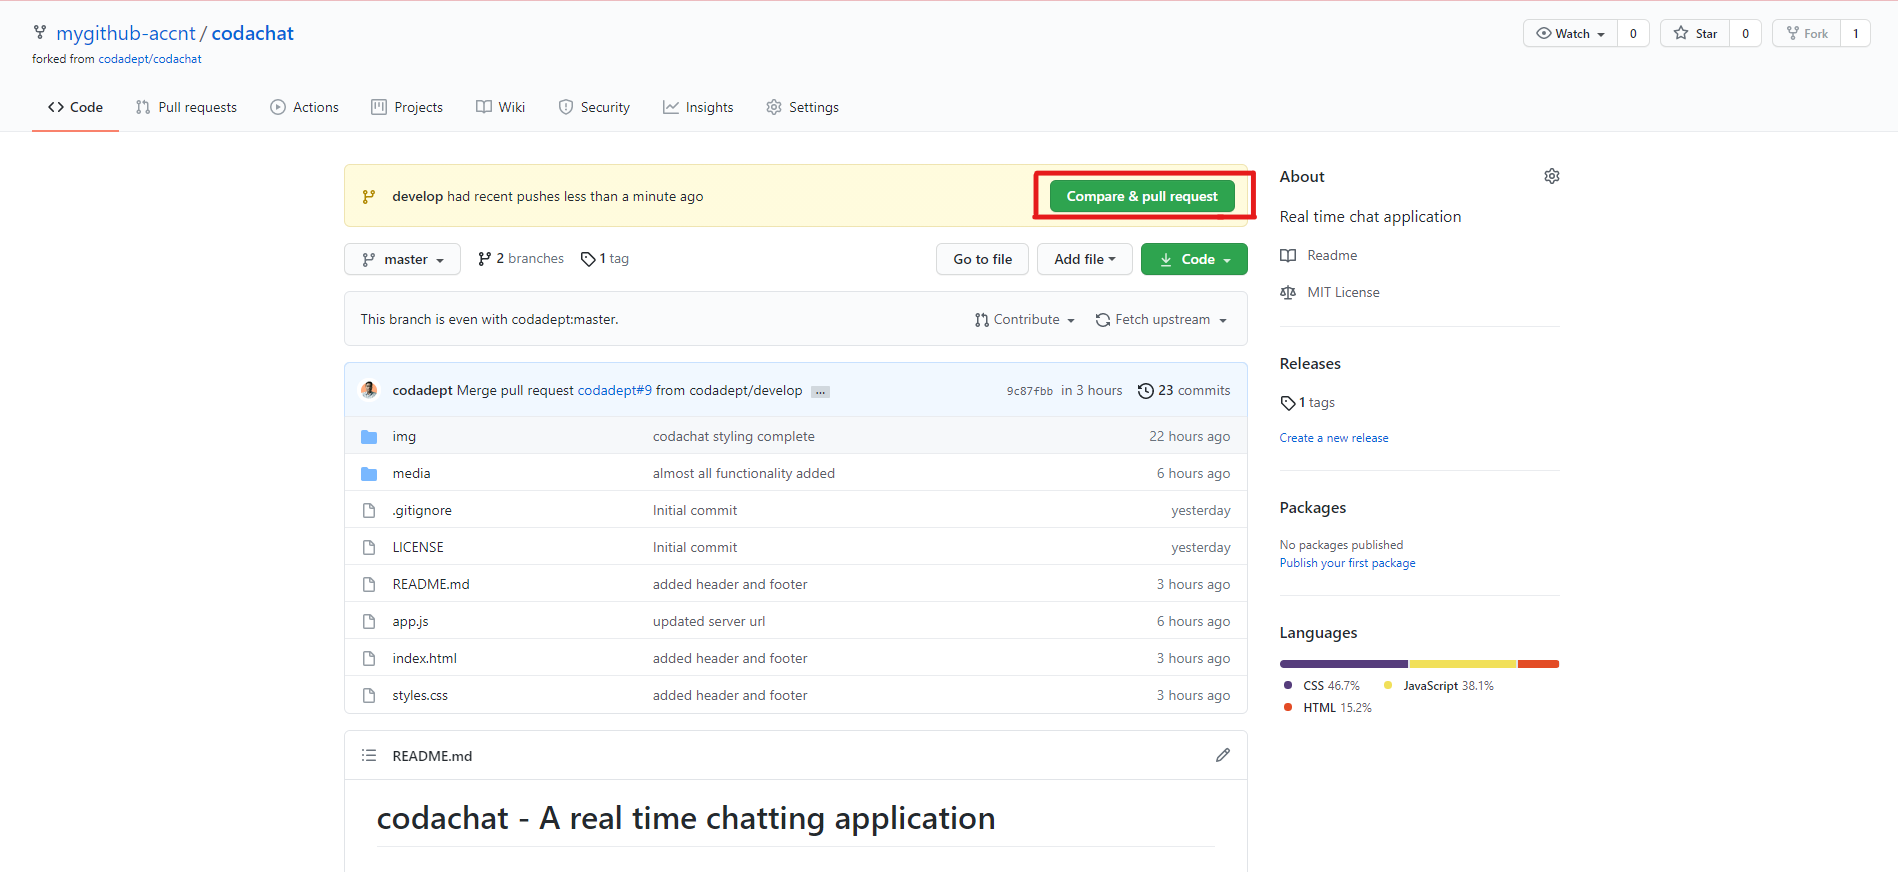 mygithub-accnt / codachat
forked from codadept/codachat
Watch 0 Star 0 Fork 1
Code Pull requests Actions Projects Wiki Security Insights Settings
develop had recent pushes less than a minute ago Compare & pull request
master 2 branches 1 tag Go to file Add file Code
This branch is even with codadept:master. Contribute Fetch upstream
codadept Merge pull request codadept#9 from codadept/develop ... 9c87fbb in 3 hours 23 commits
img codachat styling complete 22 hours ago
media almost all functionality added 6 hours ago
.gitignore Initial commit yesterday
LICENSE Initial commit yesterday
README.md added header and footer 3 hours ago
app.js updated server url 6 hours ago
index.html added header and footer 3 hours ago
styles.css added header and footer 3 hours ago
README.md
codachat - A real time chatting application
About
Real time chat application
Readme
MIT License
Releases
1 tags
Create a new release
Packages
No packages published
Publish your first package
Languages
CSS 46.7% JavaScript 38.1%
HTML 15.2%